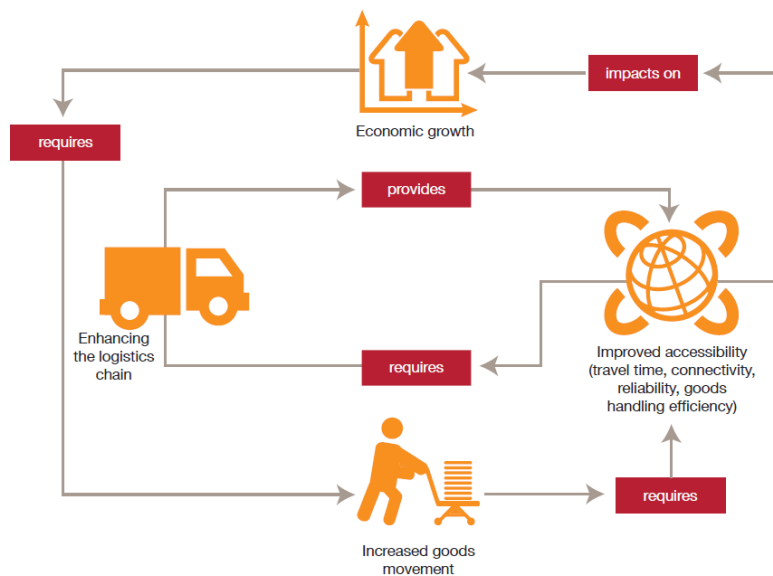 impacts on
Economic growth
requires
provides
Enhancing
the logistics
chain
requires
Improved accessibility
(travel time, connectivity,
reliability, goods
handling efficiency)
requires
Increased goods
movement